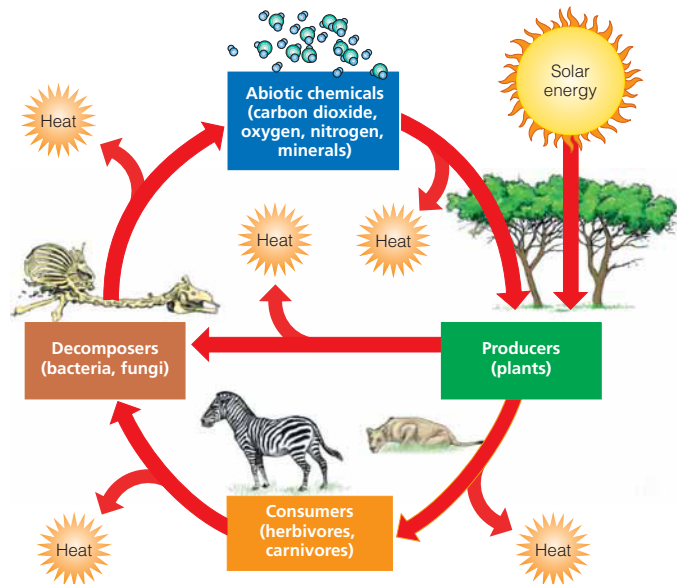 Abiotic chemicals
(carbon dioxide,
oxygen, nitrogen,
minerals)
Solar
energy
Heat
Heat
Heat
Decomposers
(bacteria, fungi)
Producers
(plants)
Consumers
(herbivores,
carnivores)
Heat
Heat